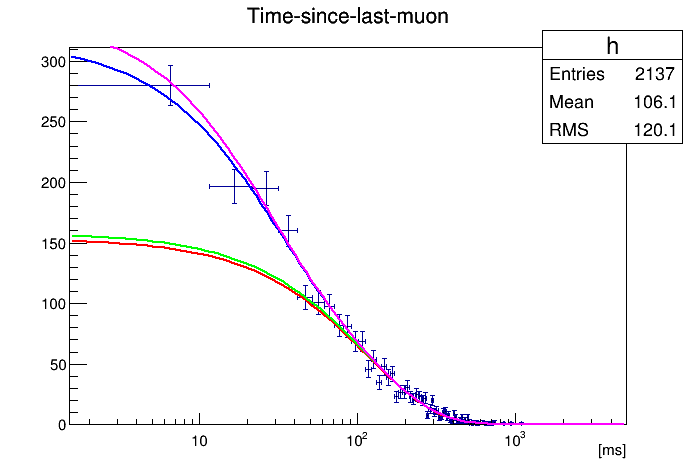 Time-since-last-muon
h
Entries 2137
Mean 106.1
RMS 120.1
300
250
200
150
100
50
0
10 10² 10³
[ms]